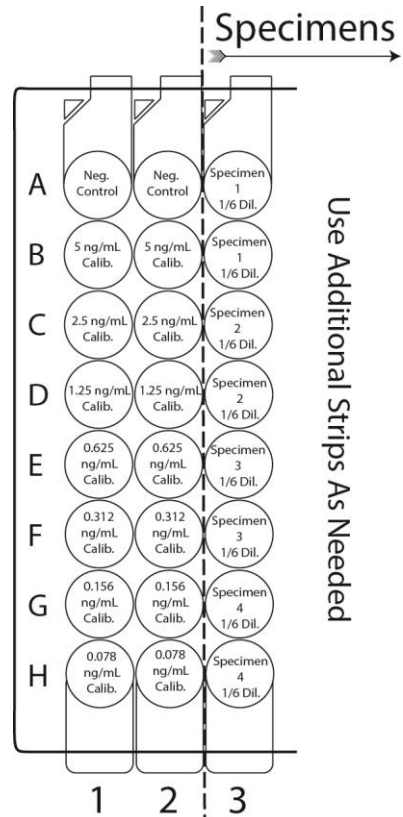 Specimens
A
Neg.
Control
Neg.
Control
Specimen
1
1/6 Dil.
B
5 ng/mL
Calib.
5 ng/mL
Calib.
Specimen
1
1/6 Dil.
C
2.5 ng/mL
Calib.
2.5 ng/mL
Calib.
Specimen
2
1/6 Dil.
D
1.25 ng/mL
Calib.
1.25 ng/mL
Calib.
Specimen
2
1/6 Dil.
E
0.625
ng/mL
Calib.
0.625
ng/mL
Calib.
Specimen
3
1/6 Dil.
F
0.312
ng/mL
Calib.
0.312
ng/mL
Calib.
Specimen
3
1/6 Dil.
G
0.156
ng/mL
Calib.
0.156
ng/mL
Calib.
Specimen
4
1/6 Dil.
H
0.078
ng/mL
Calib.
0.078
ng/mL
Calib.
Specimen
4
1/6 Dil.
Use Additional Strips As Needed
1 2 3